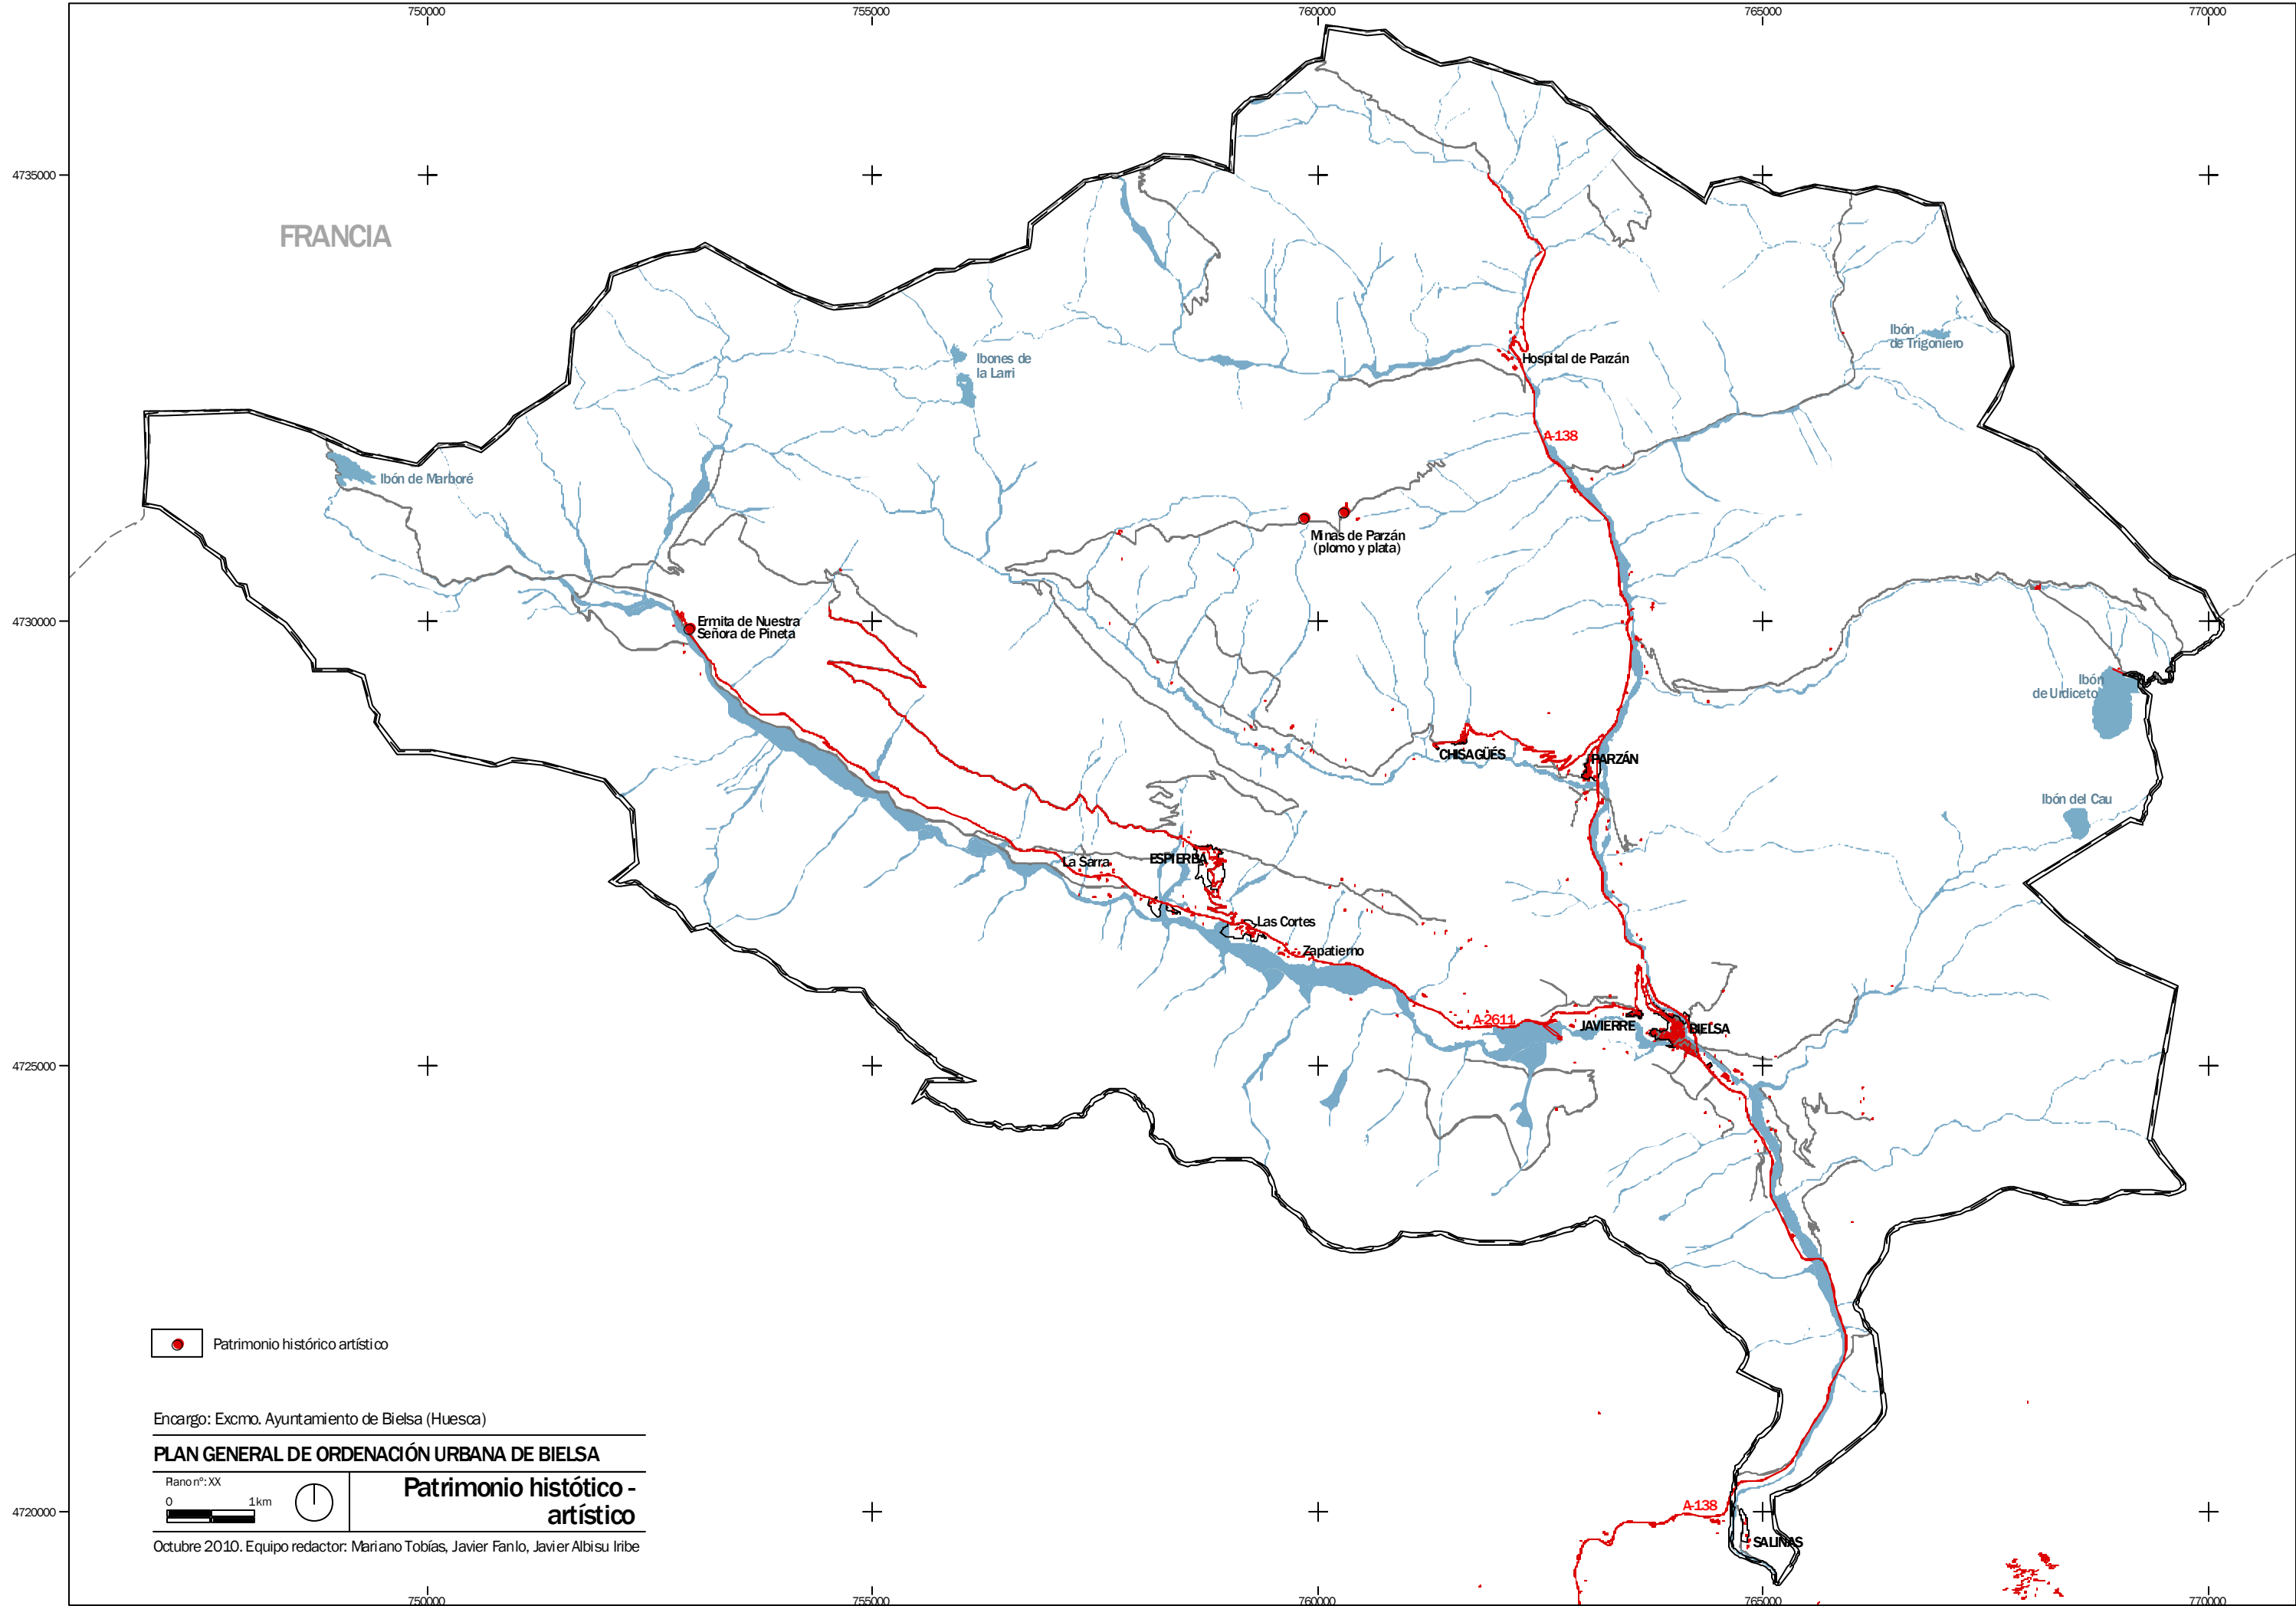 750000
755000
760000
765000
770000
4735000
FRANCIA
Ibón
de Trigoniero
Ibones de
la Larri
Hospital de Parzán
A-138
Ibón de Marboré
Minas de Parzán
(plomo y plata)
4730000
Ermita de Nuestra
Señora de Pineta
Ibón
de Urdiceto
CHISAGÜÉS
PARZÁN
Ibón del Cau
La Sarra
ESPIERBA
Las Cortes
Zapatierno
A-2611
JAVIERRE
BIELSA
4725000
Patrimonio histórico artístico
Encargo: Excmo. Ayuntamiento de Bielsa (Huesca)
PLAN GENERAL DE ORDENACIÓN URBANA DE BIELSA
Plano nº: XX
0 1km
Patrimonio histótico -
artístico
Octubre 2010. Equipo redactor: Mariano Tobías, Javier Fanlo, Javier Albisu Iribe
4720000
A-138
SALINAS
750000
755000
760000
765000
770000